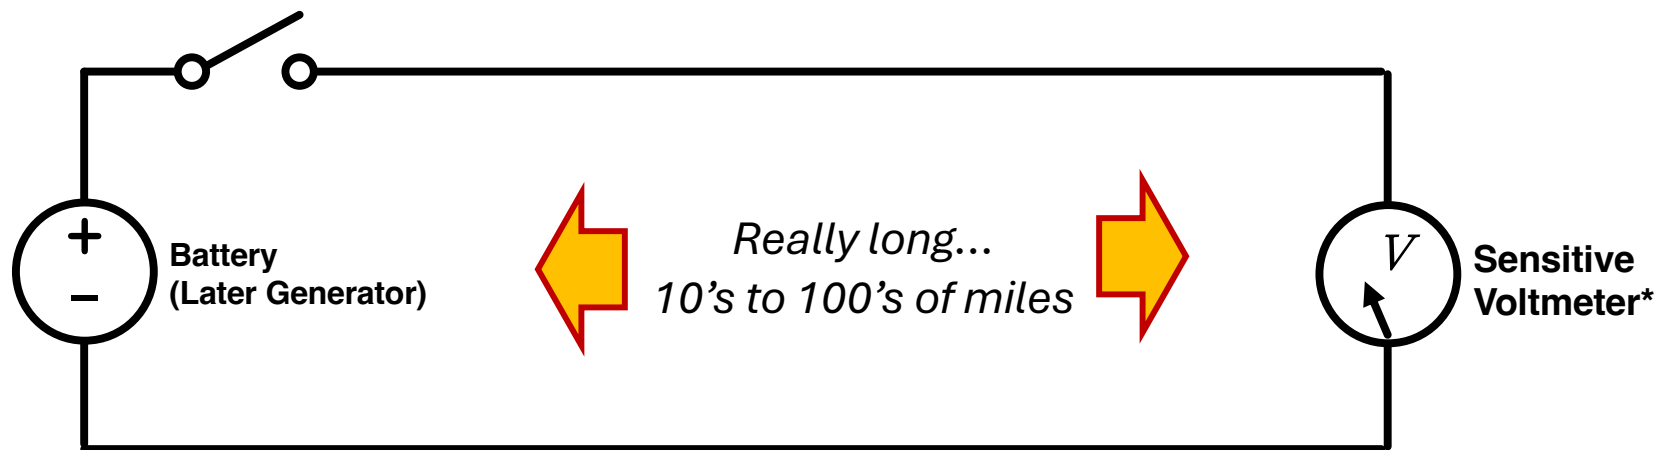 +
−
Battery
(Later Generator)
Really long...
10’s to 100’s of miles
V
Sensitive
Voltmeter*